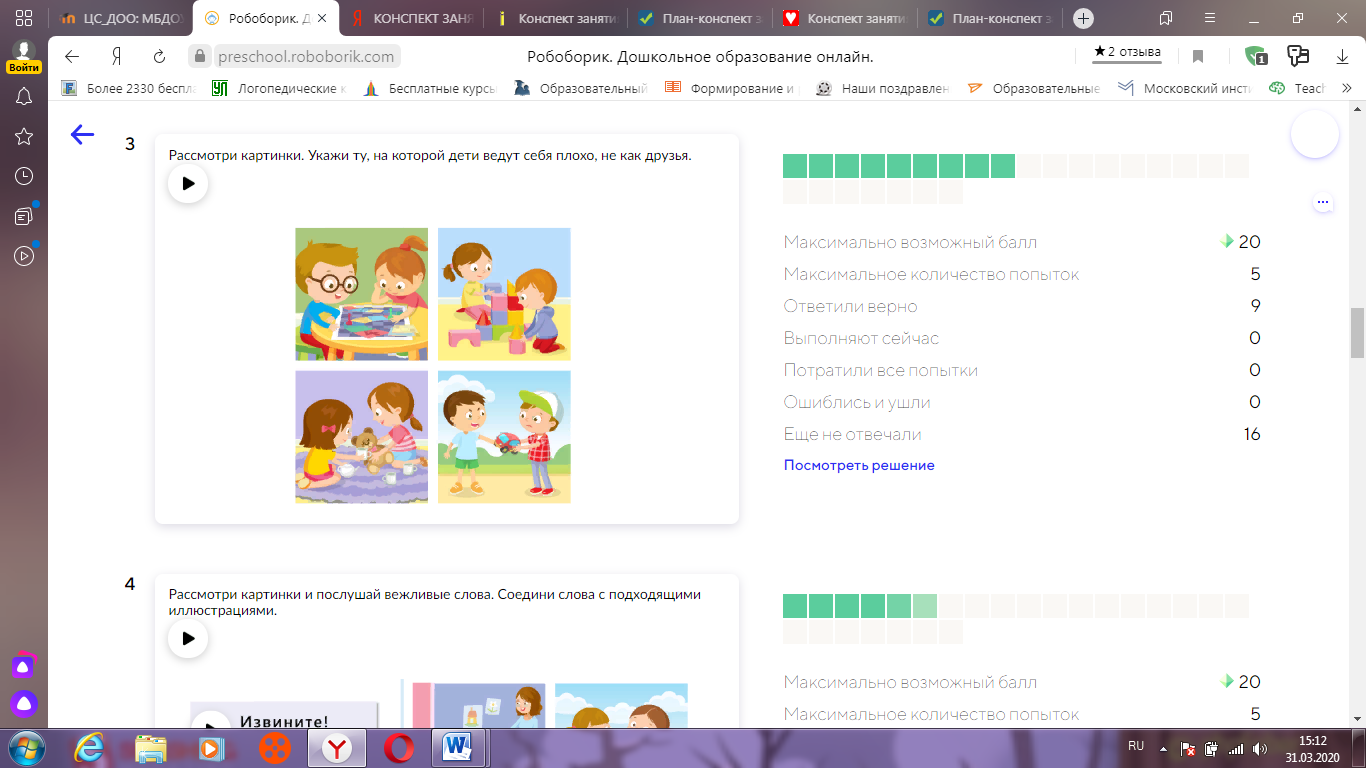 ЦС_ДОО: МБДОУ
Робоборик. Д
КОНСПЕКТ ЗАНЯ
Конспект заняти
План-конспект з
Конспект заняти
План-конспект з
Войти
preschool.roboborik.com
Робоборик. Дошкольное образование онлайн.
★2 отзыва
1
Более 2330 беспла
Логопедические к
Бесплатные курсы
Образовательный
Формирование и
Наши поздравлен
Образовательные
Московский инсти
Teach
3
Рассмотри картинки. Укажи ту, на которой дети ведут себя плохо, не как друзья.
Максимально возможный балл 20
Максимальное количество попыток 5
Ответили верно 9
Выполняют сейчас 0
Потратили все попытки 0
Ошиблись и ушли 0
Еще не отвечали 16
Посмотреть решение
4
Рассмотри картинки и послушай вежливые слова. Соедини слова с подходящими
иллюстрациями.
Извините!
Максимально возможный балл 20
Максимальное количество попыток 5
RU
15:12
31.03.2020